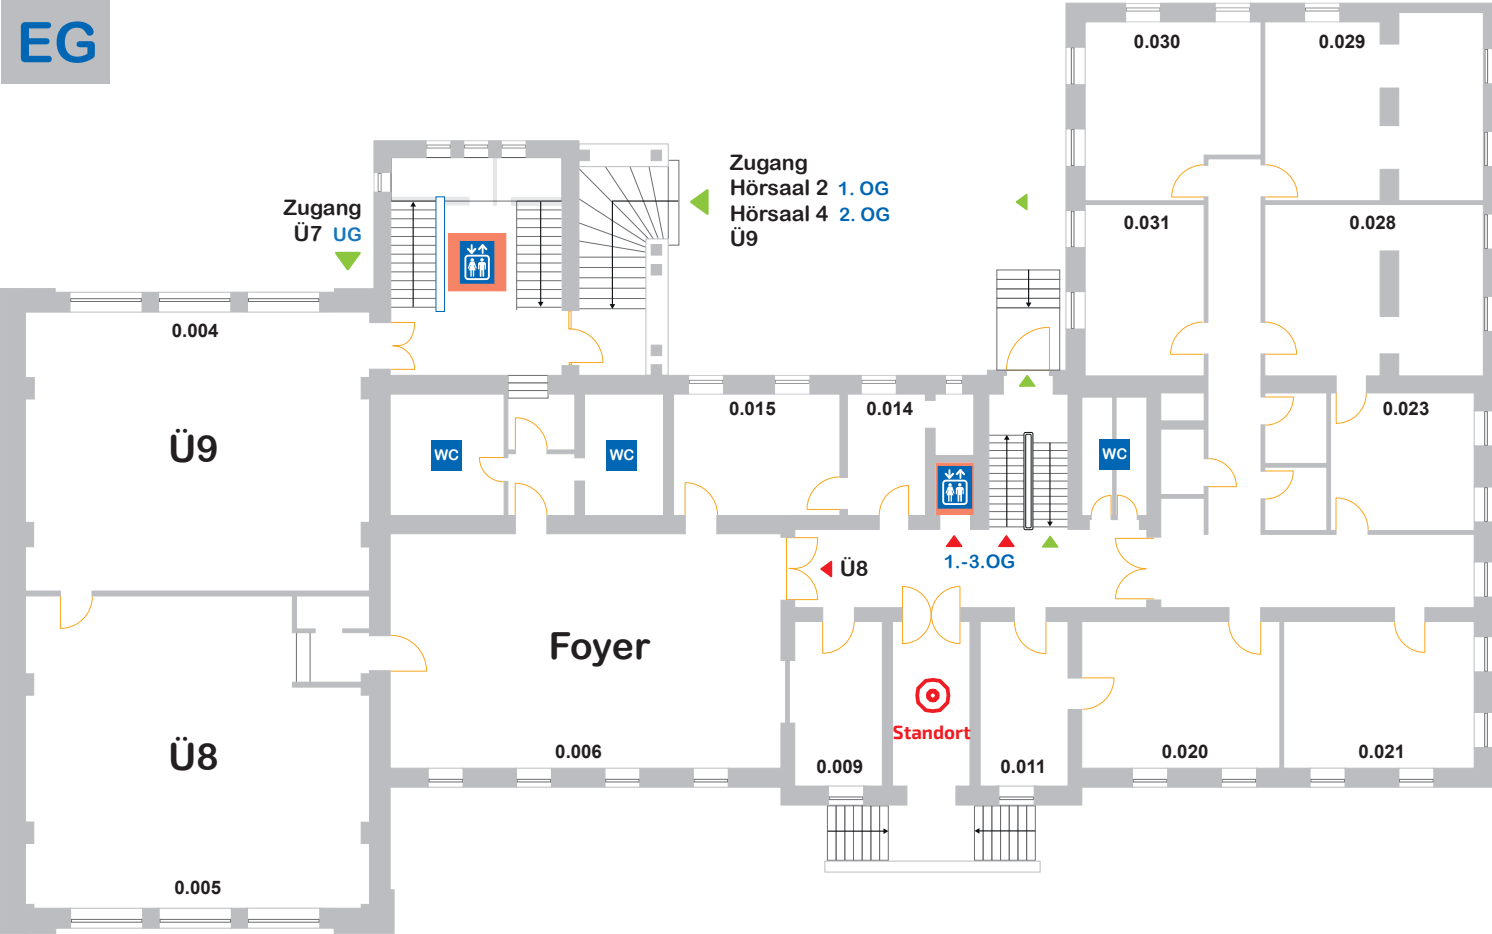 EG
0.030
0.029
Zugang
Hörsaal 2 1. OG
Hörsaal 4 2. OG
Ü9
Zugang
Ü7 UG
0.031
0.028
0.004
0.015
0.014
0.023
Ü9
WC
WC
WC
1.-3.OG
Ü8
Foyer
Standort
Ü8
0.006
0.009
0.011
0.020
0.021
0.005